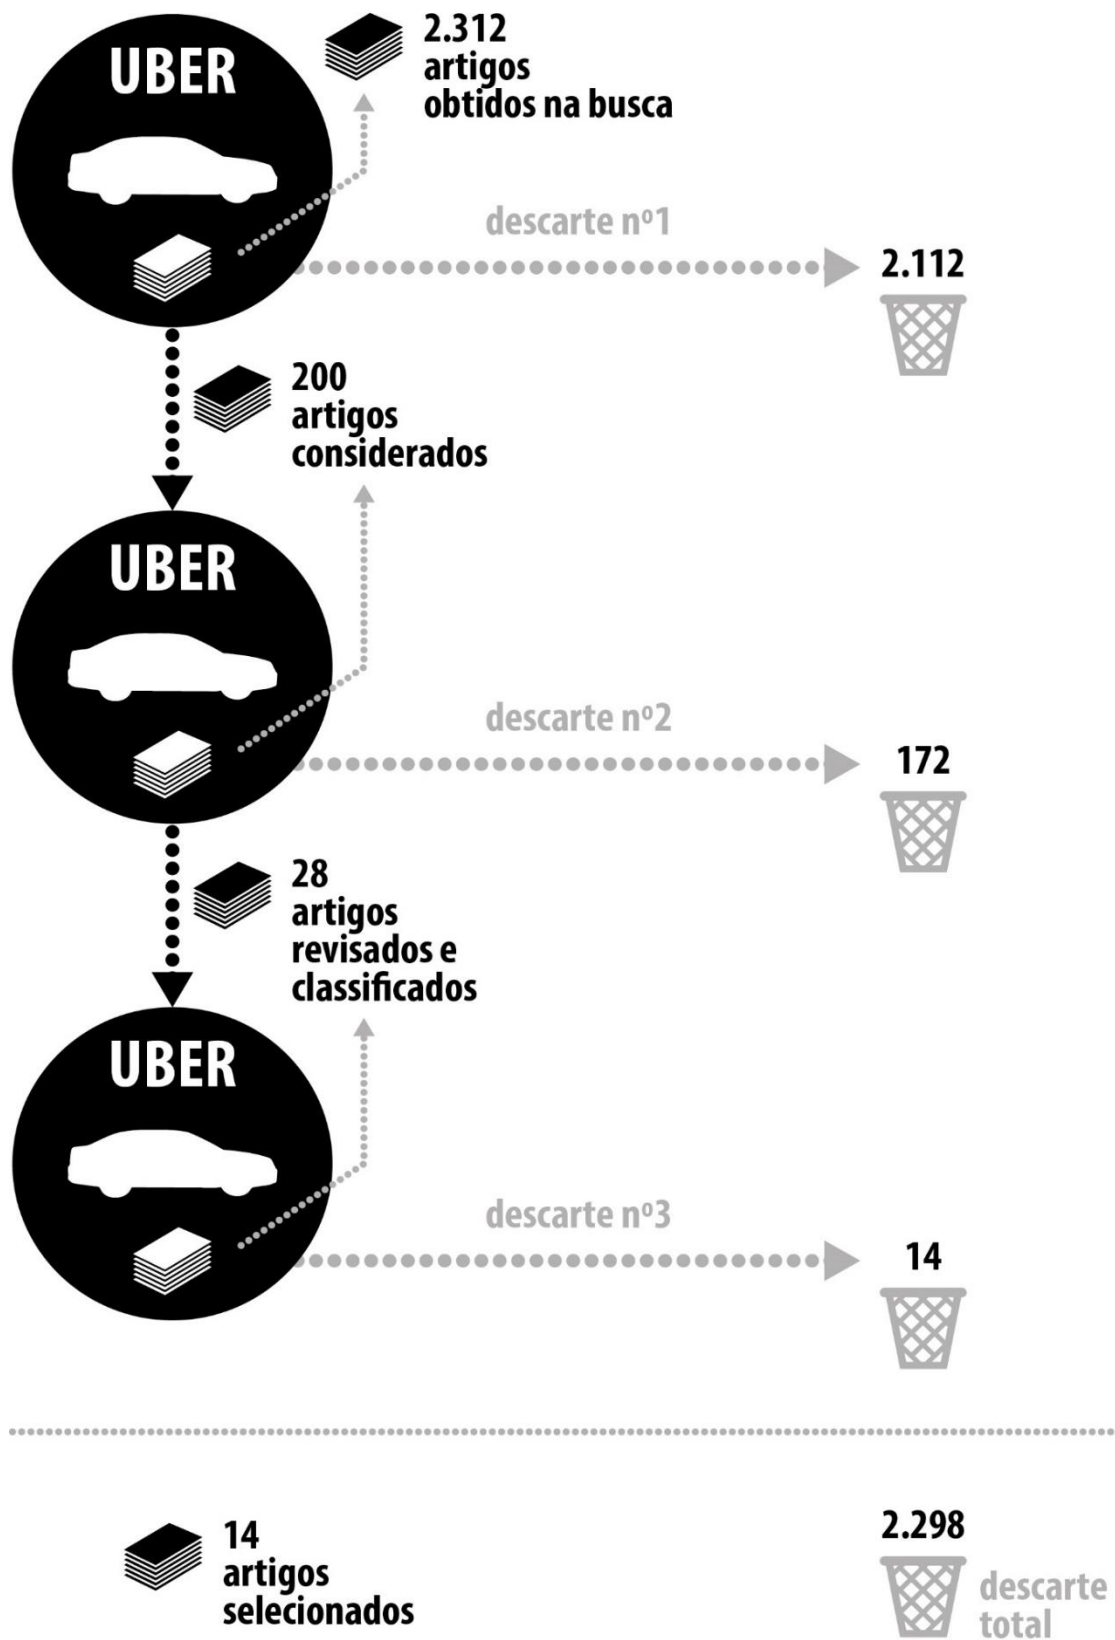 UBER
2.312
artigos
obtidos na busca
descarte nº1
2.112
200
artigos
considerados
UBER
descarte nº2
172
28
artigos
revisados e
classificados
UBER
descarte nº3
14
14
artigos
selecionados
2.298
descarte
total